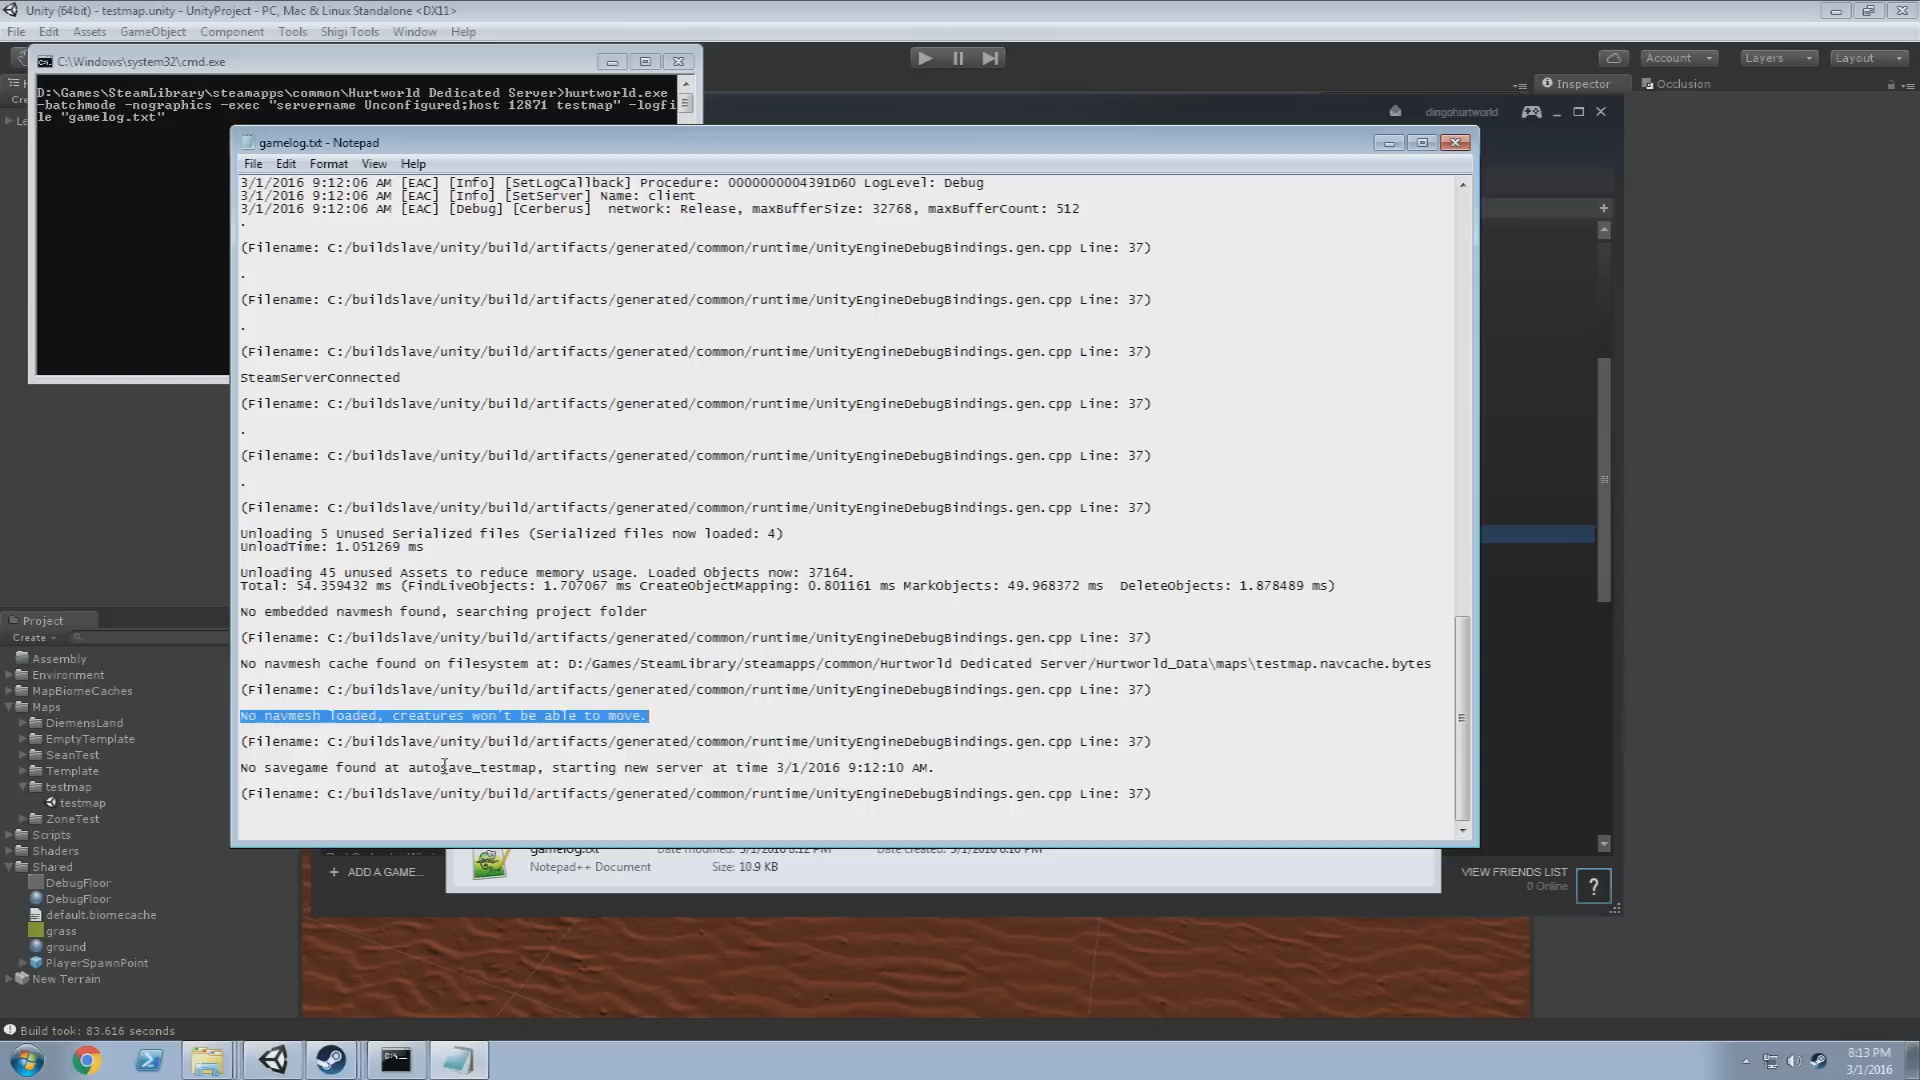 Unity (64bit) - testmap.unity - UnityProject - PC, Mac & Linux Standalone <DX11>
File Edit Assets GameObject Component Tools Shigi Tools Window Help
C:\Windows\system32\cmd.exe
Account
Layers
Layout
Inspector
Occlusion
D:\Games\SteamLibrary\steamapps\common\Hurtworld Dedicated Server>hurtworld.exe
-batchmode -nographics -exec "servername Unconfigured;host 12871 testmap" -logfi
le "gamelog.txt"
dingohurtworld
gamelog.txt - Notepad
File Edit Format View Help
3/1/2016 9:12:06 AM [EAC] [Info] [SetLogCallback] Procedure: 0000000004391D60 LogLevel: Debug
3/1/2016 9:12:06 AM [EAC] [Info] [SetServer] Name: client
3/1/2016 9:12:06 AM [EAC] [Debug] [Cerberus]  network: Release, maxBufferSize: 32768, maxBufferCount: 512
.
(Filename: C:/buildslave/unity/build/artifacts/generated/common/runtime/UnityEngineDebugBindings.gen.cpp Line: 37)
.
(Filename: C:/buildslave/unity/build/artifacts/generated/common/runtime/UnityEngineDebugBindings.gen.cpp Line: 37)
.
(Filename: C:/buildslave/unity/build/artifacts/generated/common/runtime/UnityEngineDebugBindings.gen.cpp Line: 37)
SteamServerConnected
(Filename: C:/buildslave/unity/build/artifacts/generated/common/runtime/UnityEngineDebugBindings.gen.cpp Line: 37)
.
(Filename: C:/buildslave/unity/build/artifacts/generated/common/runtime/UnityEngineDebugBindings.gen.cpp Line: 37)
.
(Filename: C:/buildslave/unity/build/artifacts/generated/common/runtime/UnityEngineDebugBindings.gen.cpp Line: 37)
Unloading 5 Unused Serialized files (Serialized files now loaded: 4)
UnloadTime: 1.051269 ms
Unloading 45 unused Assets to reduce memory usage. Loaded Objects now: 37164.
Total: 54.359432 ms (FindLiveObjects: 1.707067 ms CreateObjectMapping: 0.801161 ms MarkObjects: 49.968372 ms  DeleteObjects: 1.878489 ms)
No embedded navmesh found, searching project folder
(Filename: C:/buildslave/unity/build/artifacts/generated/common/runtime/UnityEngineDebugBindings.gen.cpp Line: 37)
No navmesh cache found on filesystem at: D:/Games/SteamLibrary/steamapps/common/Hurtworld Dedicated Server/Hurtworld_Data\maps\testmap.navcache.bytes
(Filename: C:/buildslave/unity/build/artifacts/generated/common/runtime/UnityEngineDebugBindings.gen.cpp Line: 37)
No navmesh loaded, creatures won't be able to move.
(Filename: C:/buildslave/unity/build/artifacts/generated/common/runtime/UnityEngineDebugBindings.gen.cpp Line: 37)
No savegame found at autosave_testmap, starting new server at time 3/1/2016 9:12:10 AM.
(Filename: C:/buildslave/unity/build/artifacts/generated/common/runtime/UnityEngineDebugBindings.gen.cpp Line: 37)
Project
Create
Assembly
Environment
MapBiomeCaches
Maps
DiemensLand
EmptyTemplate
SeanTest
Template
testmap
testmap
ZoneTest
Scripts
Shaders
Shared
DebugFloor
DebugFloor
default.biomecache
grass
ground
PlayerSpawnPoint
New Terrain
+ ADD A GAME...
gamelog.txt
Notepad++ Document
Size: 10.9 KB
VIEW FRIENDS LIST
0 Online
?
Build took: 83.616 seconds
8:13 PM
3/1/2016